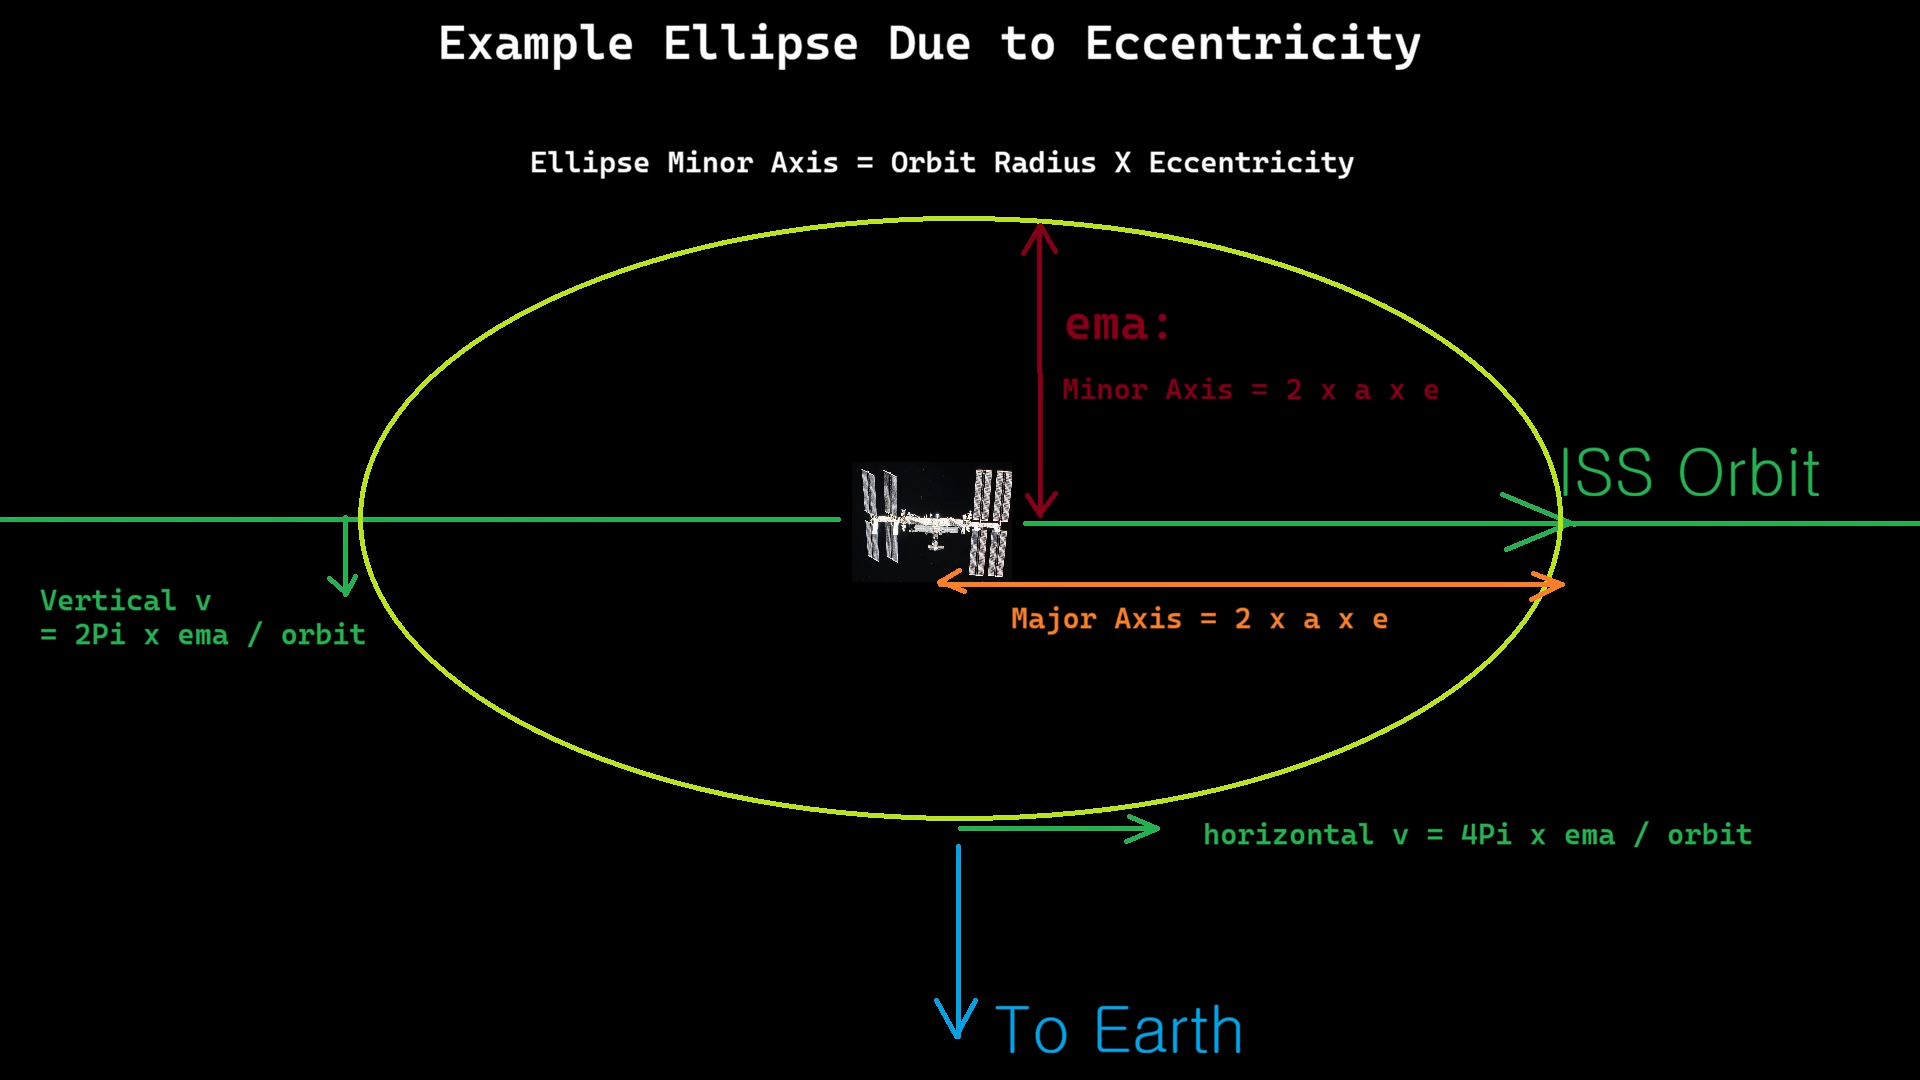 Example Ellipse Due to Eccentricity
Ellipse Minor Axis = Orbit Radius X Eccentricity
ema:
Minor Axis = 2 x a x e
ISS Orbit
Vertical v
= 2Pi x ema / orbit
Major Axis = 2 x a x e
horizontal v = 4Pi x ema / orbit
To Earth